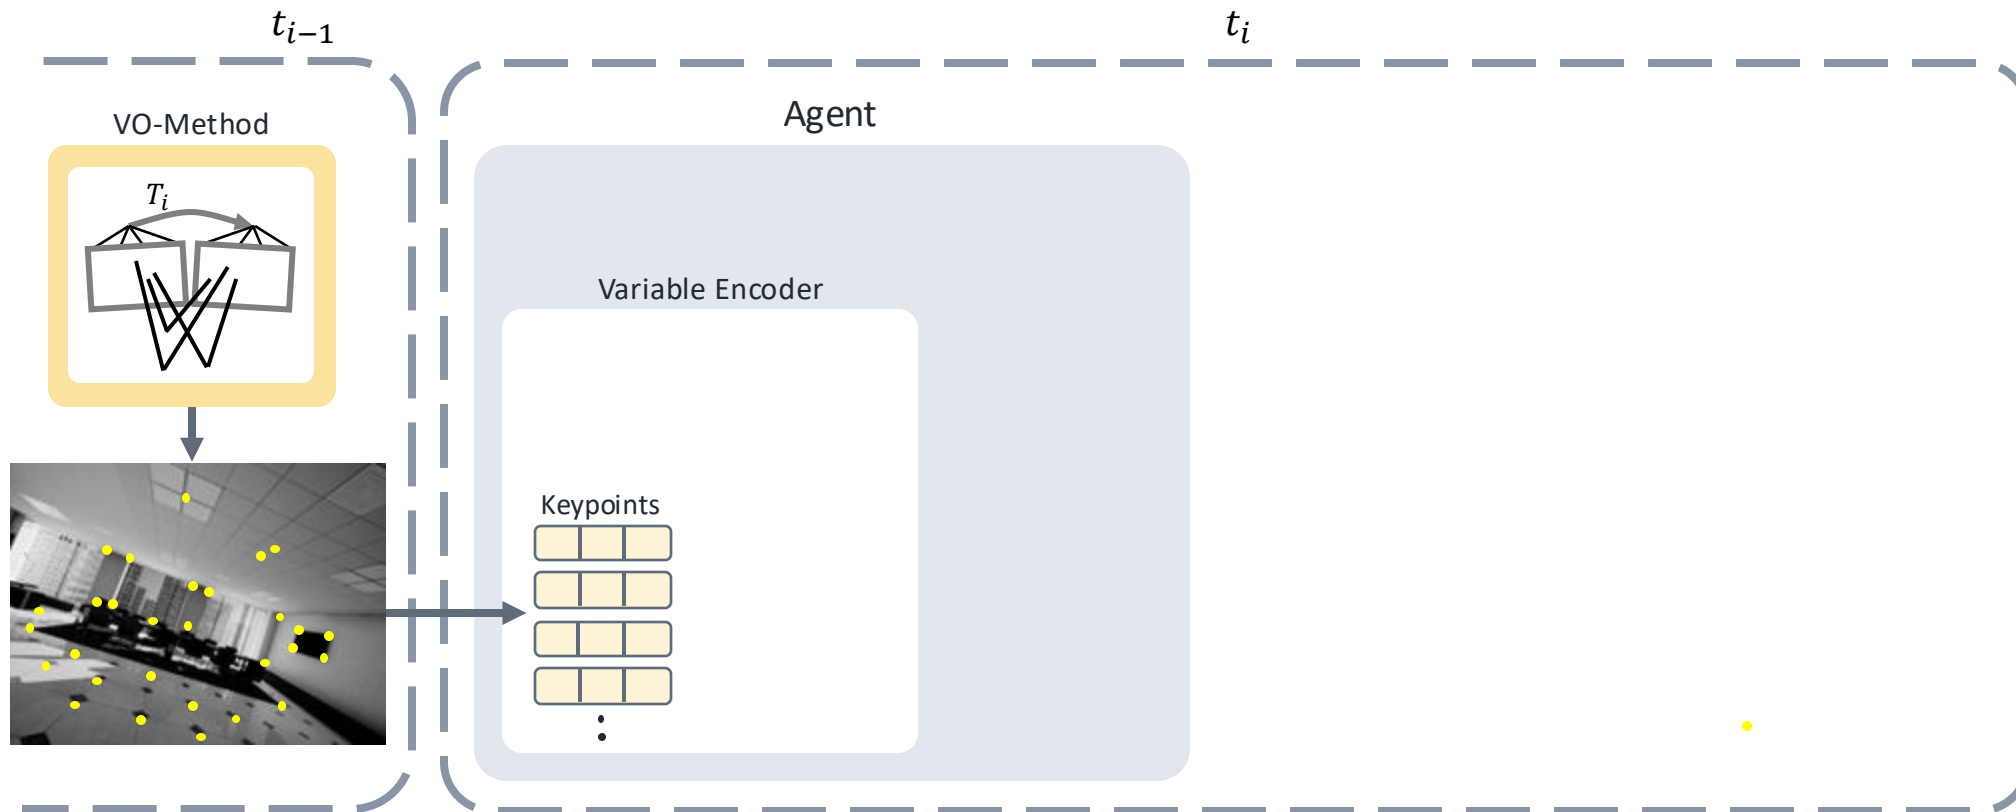 t_{i-1}
t_i
VO-Method
T_i
Agent
Variable Encoder
Keypoints